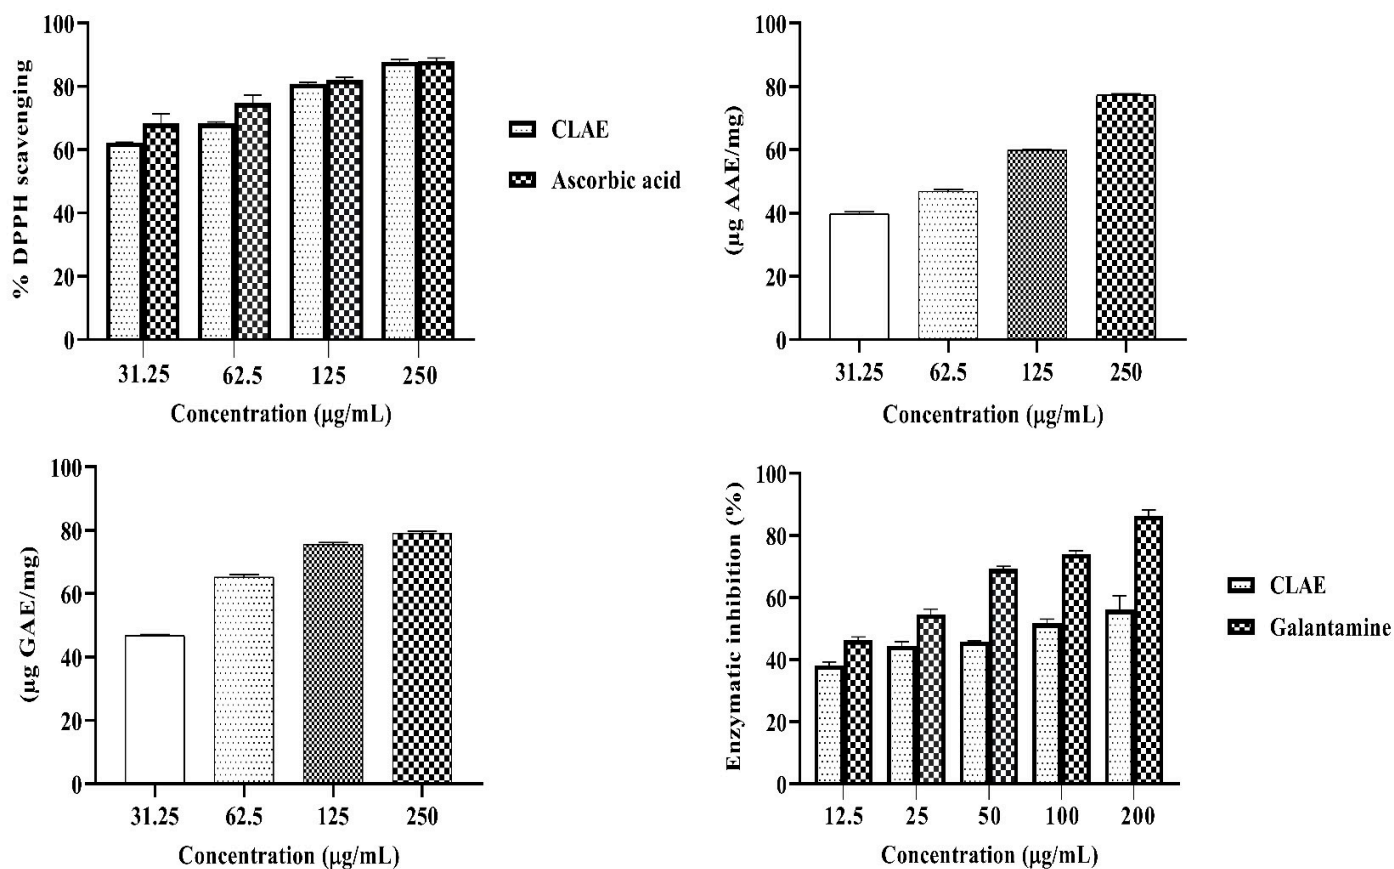 % DPPH scavenging
100
80
60
40
20
0
31.25 62.5 125 250
Concentration (μg/mL)
CLAE
Ascorbic acid
(μg AAE/mg)
100
80
60
40
20
0
31.25 62.5 125 250
Concentration (μg/mL)
(μg GAE/mg)
100
80
60
40
20
0
31.25 62.5 125 250
Concentration (μg/mL)
Enzymatic inhibition (%)
100
80
60
40
20
0
12.5 25 50 100 200
Concentration (μg/mL)
CLAE
Galantamine